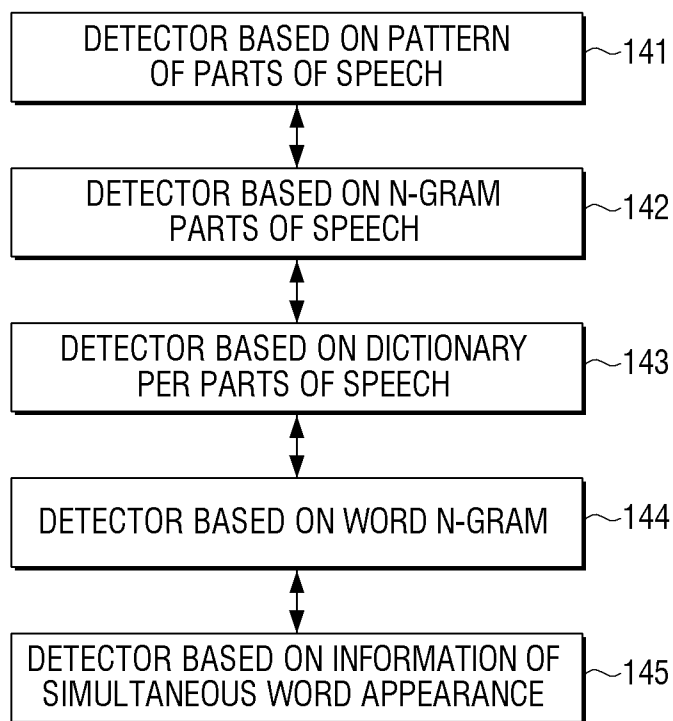 DETECTOR BASED ON PATTERN
OF PARTS OF SPEECH
141
DETECTOR BASED ON N-GRAM
PARTS OF SPEECH
142
DETECTOR BASED ON DICTIONARY
PER PARTS OF SPEECH
143
DETECTOR BASED ON WORD N-GRAM
144
DETECTOR BASED ON INFORMATION OF
SIMULTANEOUS WORD APPEARANCE
145